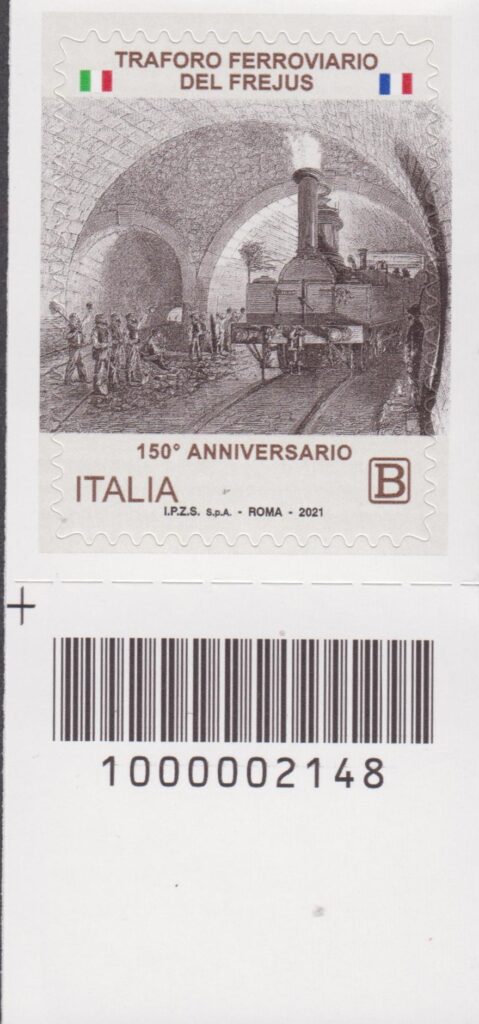 TRAFORO FERROVIARIO
DEL FREJUS
150° ANNIVERSARIO
ITALIA
B
I.P.Z.S. S.p.A. - ROMA - 2021
1000002148